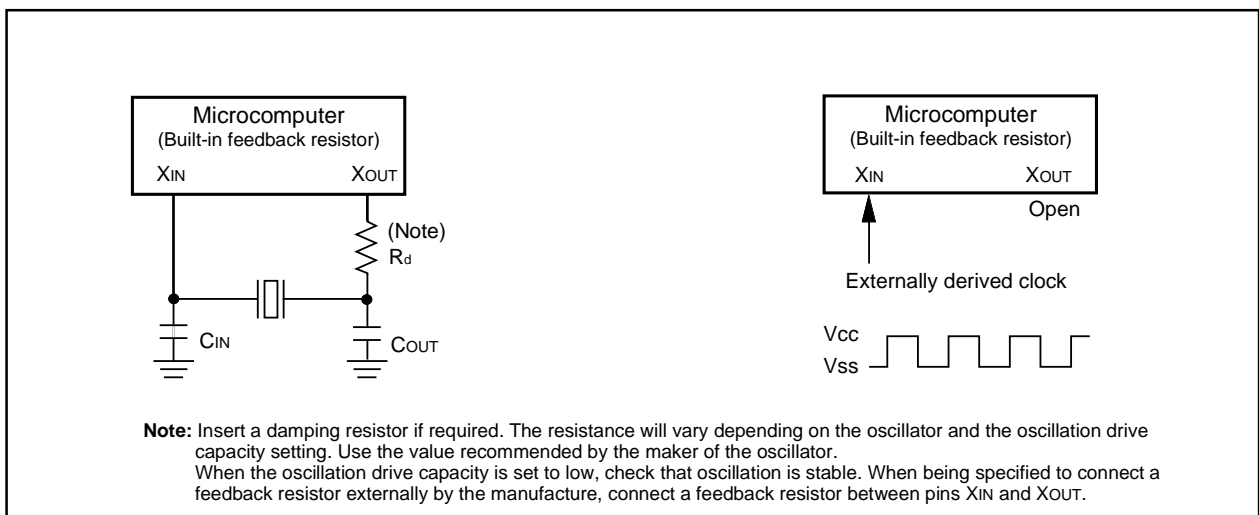 Microcomputer
(Built-in feedback resistor)
XIN XOUT
(Note)
Rd
CIN
COUT
Microcomputer
(Built-in feedback resistor)
XIN XOUT
Open
Externally derived clock
Vcc
Vss
Note: Insert a damping resistor if required. The resistance will vary depending on the oscillator and the oscillation drive
capacity setting. Use the value recommended by the maker of the oscillator.
When the oscillation drive capacity is set to low, check that oscillation is stable. When being specified to connect a
feedback resistor externally by the manufacture, connect a feedback resistor between pins XIN and XOUT.